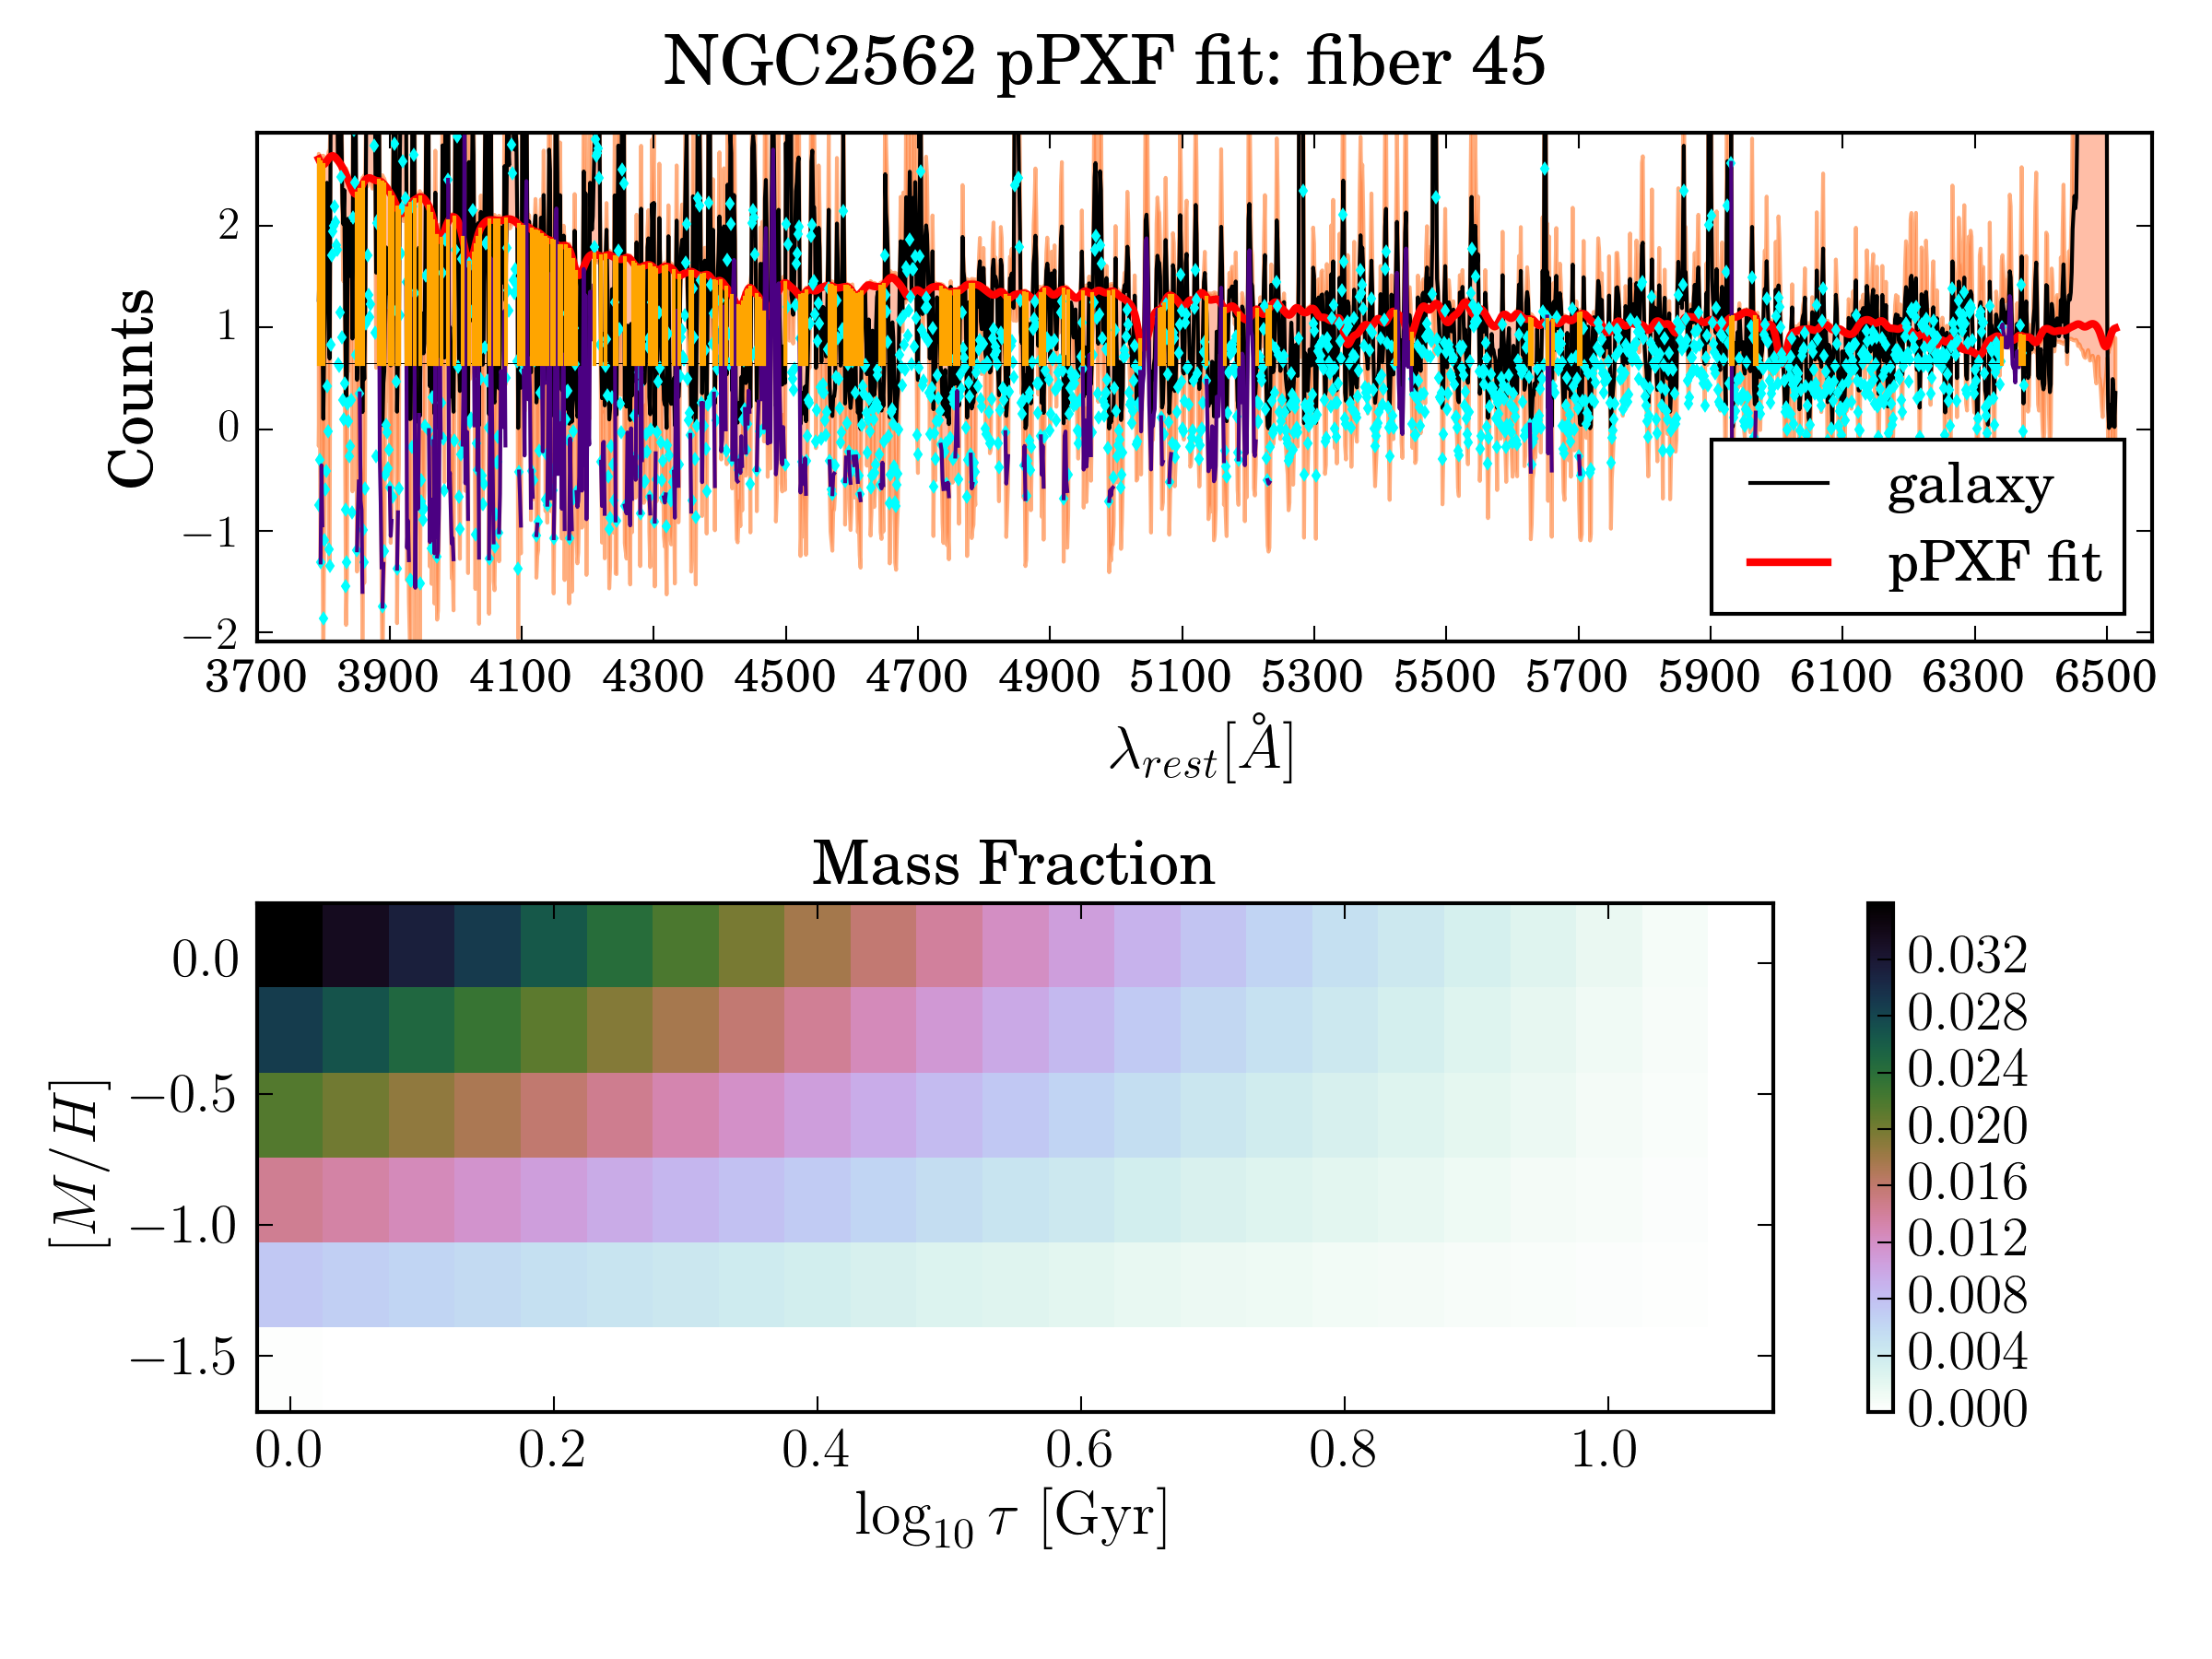 NGC2562 pPXF fit: fiber 45
Counts
2
1
0
−1
−2
galaxy
pPXF fit
3700 3900 4100 4300 4500 4700 4900 5100 5300 5500 5700 5900 6100 6300 6500
λrest[Å]
Mass Fraction
[M/H]
0.0
−0.5
−1.0
−1.5
0.0 0.2 0.4 0.6 0.8 1.0
log10 τ [Gyr]
0.032
0.028
0.024
0.020
0.016
0.012
0.008
0.004
0.000